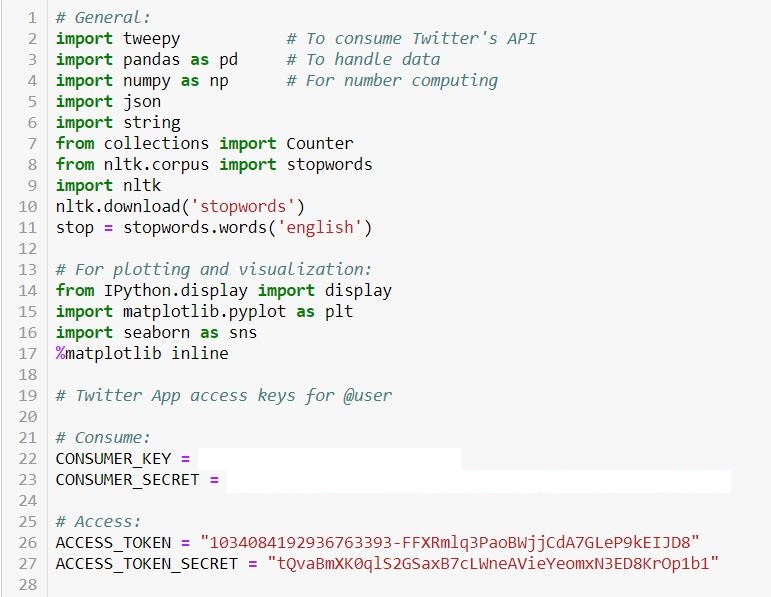 1 # General:
2 import tweepy # To consume Twitter's API
3 import pandas as pd # To handle data
4 import numpy as np # For number computing
5 import json
6 import string
7 from collections import Counter
8 from nltk.corpus import stopwords
9 import nltk
10 nltk.download('stopwords')
11 stop = stopwords.words('english')
12
13 # For plotting and visualization:
14 from IPython.display import display
15 import matplotlib.pyplot as plt
16 import seaborn as sns
17 %matplotlib inline
18
19 # Twitter App access keys for @user
20
21 # Consume:
22 CONSUMER_KEY =
23 CONSUMER_SECRET =
24
25 # Access:
26 ACCESS_TOKEN = "1034084192936763393-FFXRmlq3PaoBWjjCdA7GLeP9kEIJD8"
27 ACCESS_TOKEN_SECRET = "tQvaBmXK0qlS2GSaxB7cLWneAVieYeomxN3ED8KrOp1b1"
28